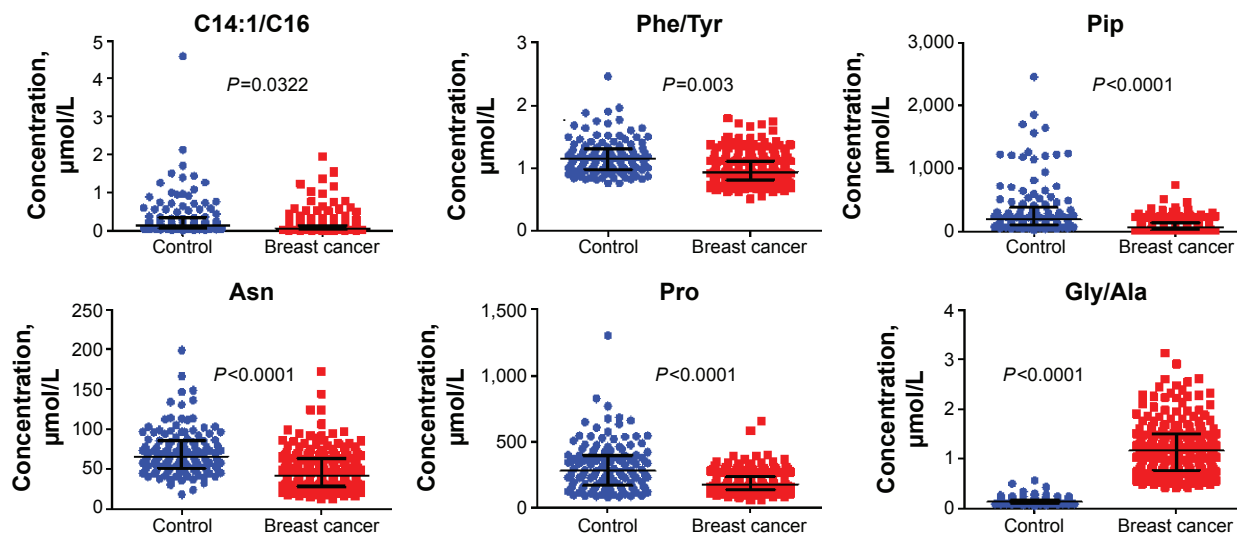 C14:1/C16
Concentration,
µmol/L
5
4
3
2
1
0
P=0.0322
Control
Breast cancer
Phe/Tyr
Concentration,
µmol/L
3
2
1
0
P=0.003
Control
Breast cancer
Pip
Concentration,
µmol/L
3,000
2,000
1,000
0
P<0.0001
Control
Breast cancer
Asn
Concentration,
µmol/L
250
200
150
100
50
0
P<0.0001
Control
Breast cancer
Pro
Concentration,
µmol/L
1,500
1,000
500
0
P<0.0001
Control
Breast cancer
Gly/Ala
Concentration,
µmol/L
4
3
2
1
0
P<0.0001
Control
Breast cancer